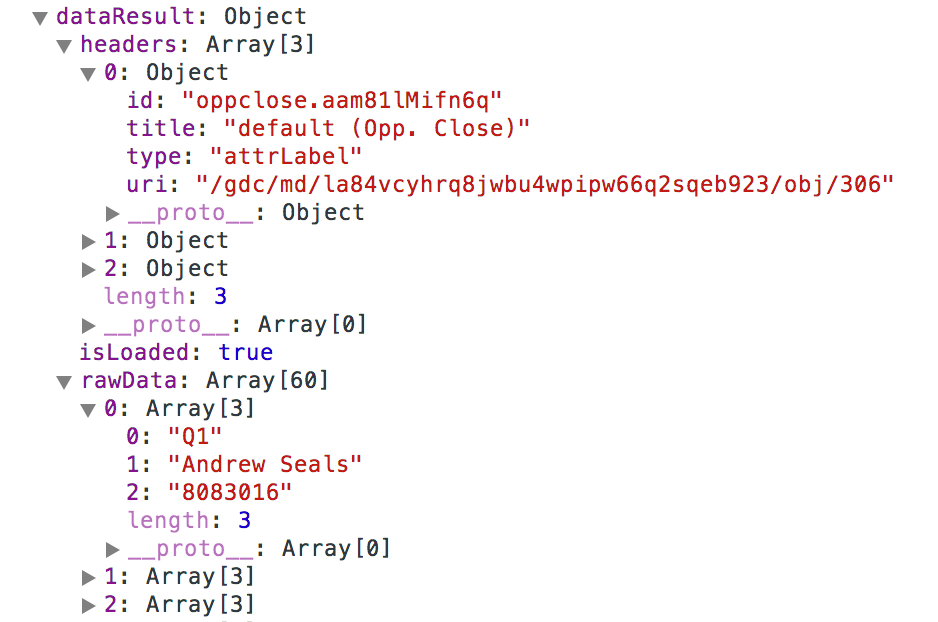 dataResult: Object
headers: Array[3]
0: Object
id: "oppclose.aam81lMifn6q"
title: "default (Opp. Close)"
type: "attrLabel"
uri: "/gdc/md/la84vcyhrq8jwbu4wpipw66q2sqeb923/obj/306"
__proto__: Object
1: Object
2: Object
length: 3
__proto__: Array[0]
isLoaded: true
rawData: Array[60]
0: Array[3]
0: "Q1"
1: "Andrew Seals"
2: "8083016"
length: 3
__proto__: Array[0]
1: Array[3]
2: Array[3]